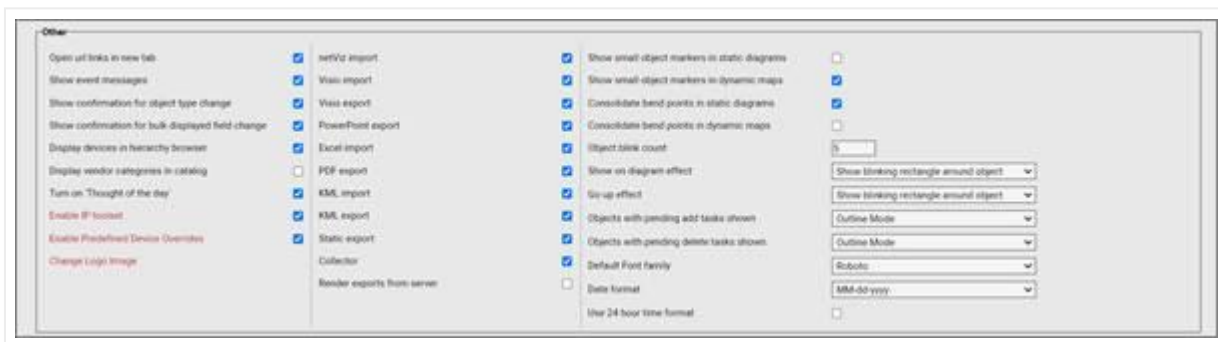 Other
Open url links in new tab
Show event messages
Show confirmation for object type change
Show confirmation for bulk displayed field change
Display devices in hierarchy browser
Display vendor categories in catalog
Turn on 'Thought of the day'
Enable IP toolset
Enable Predefined Device Overrides
Change Logo Image
netViz import
Visio import
Visio export
PowerPoint export
Excel import
PDF export
KML import
KML export
Static export
Collector
Render exports from server
Show small object markers in static diagrams
Show small object markers in dynamic maps
Consolidate bend points in static diagrams
Consolidate bend points in dynamic maps
Object blink count 5
Show on diagram effect Show blinking rectangle around object
Go up effect Show blinking rectangle around object
Objects with pending add tasks shown Outline Mode
Objects with pending delete tasks shown Outline Mode
Default Font family Roboto
Date format MM-dd-yyyy
Use 24 hour time format